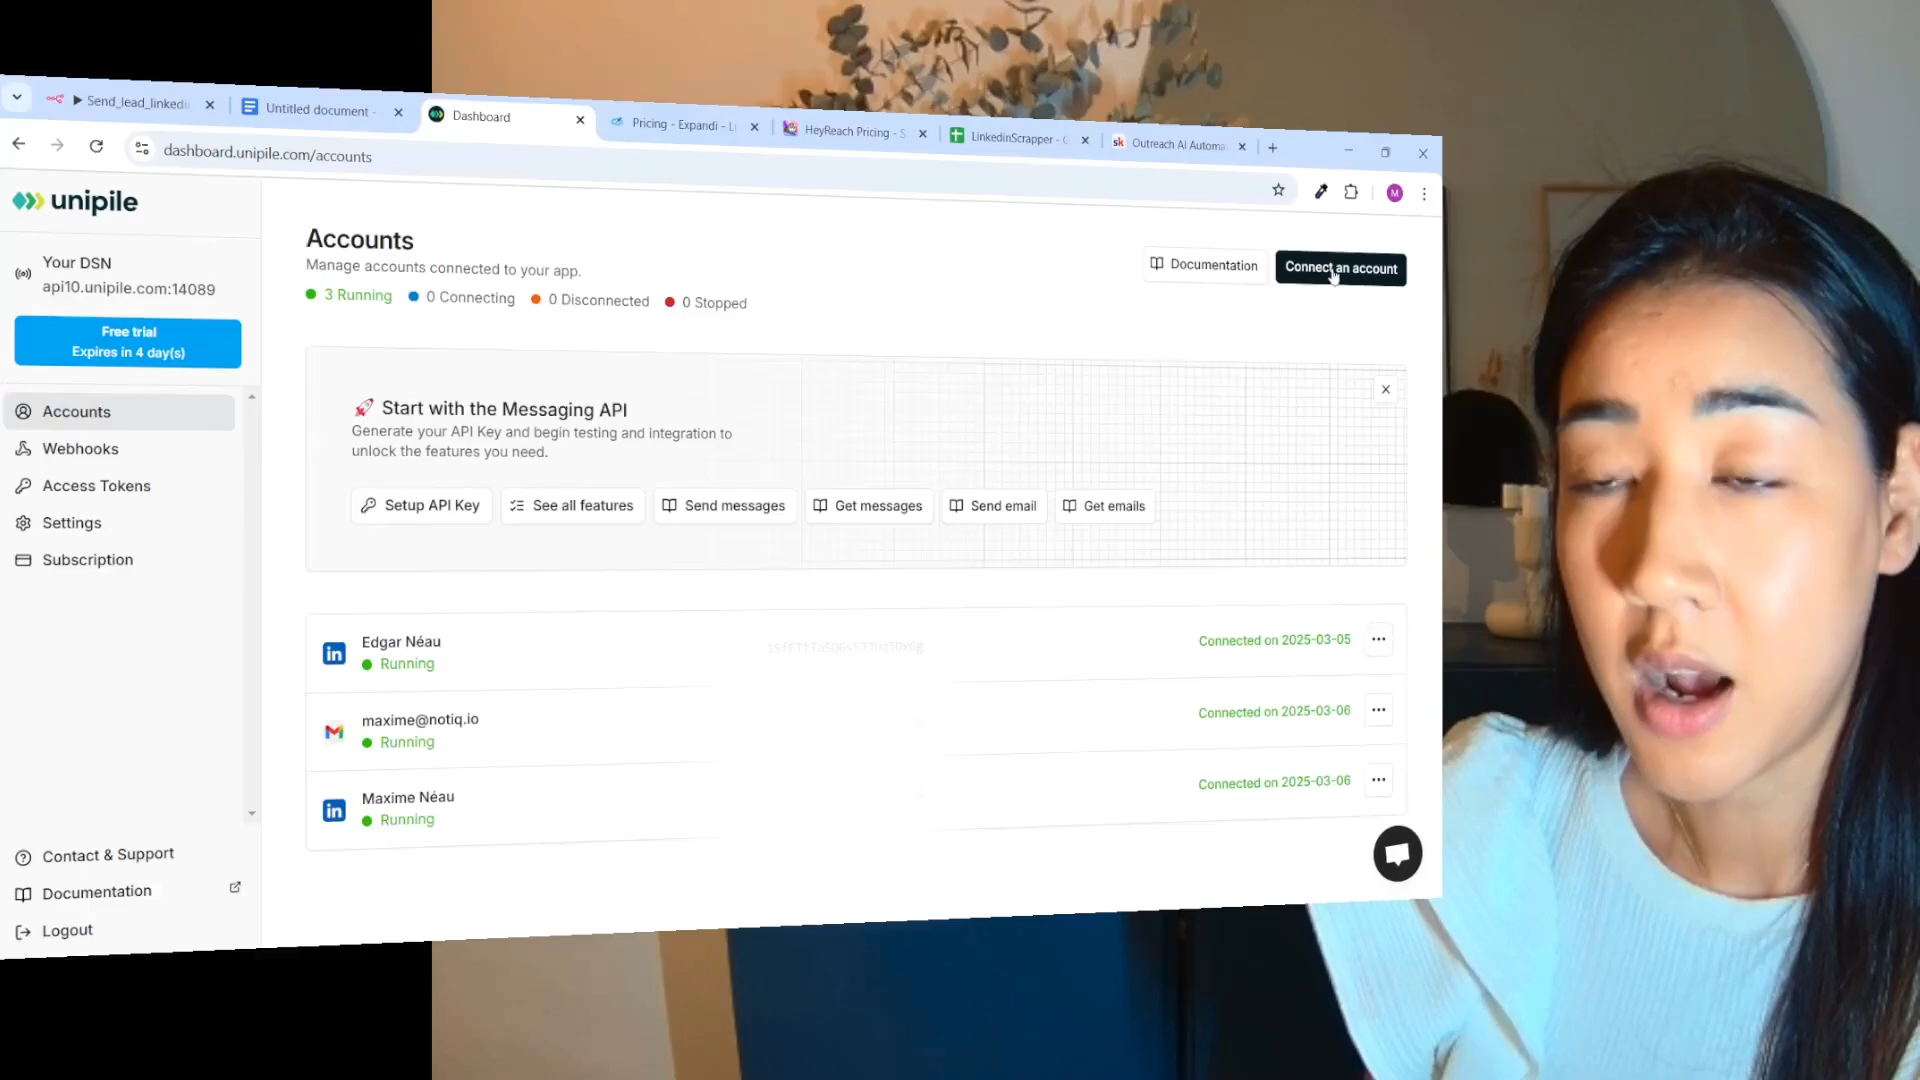 Send_lead_linkedi
Untitled document -
Dashboard
Pricing - Expandi - Li
HeyReach Pricing - S
LinkedinScrapper - G
sk
Outreach AI Automa
dashboard.unipile.com/accounts
M
unipile
Your DSN
api10.unipile.com:14089
Free trial
Expires in 4 day(s)
Accounts
Webhooks
Access Tokens
Settings
Subscription
Contact & Support
Documentation
Logout
Accounts
Manage accounts connected to your app.
3 Running
0 Connecting
0 Disconnected
0 Stopped
Documentation
Connect an account
Start with the Messaging API
Generate your API Key and begin testing and integration to
unlock the features you need.
Setup API Key
See all features
Send messages
Get messages
Send email
Get emails
in
Edgar Néau
Running
Connected on 2025-03-05
maxime@notiq.io
Running
Connected on 2025-03-06
in
Maxime Néau
Running
Connected on 2025-03-06